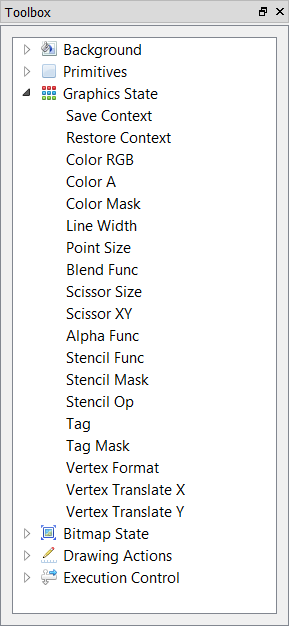 Toolbox
Background
Primitives
Graphics State
Save Context
Restore Context
Color RGB
Color A
Color Mask
Line Width
Point Size
Blend Func
Scissor Size
Scissor XY
Alpha Func
Stencil Func
Stencil Mask
Stencil Op
Tag
Tag Mask
Vertex Format
Vertex Translate X
Vertex Translate Y
Bitmap State
Drawing Actions
Execution Control